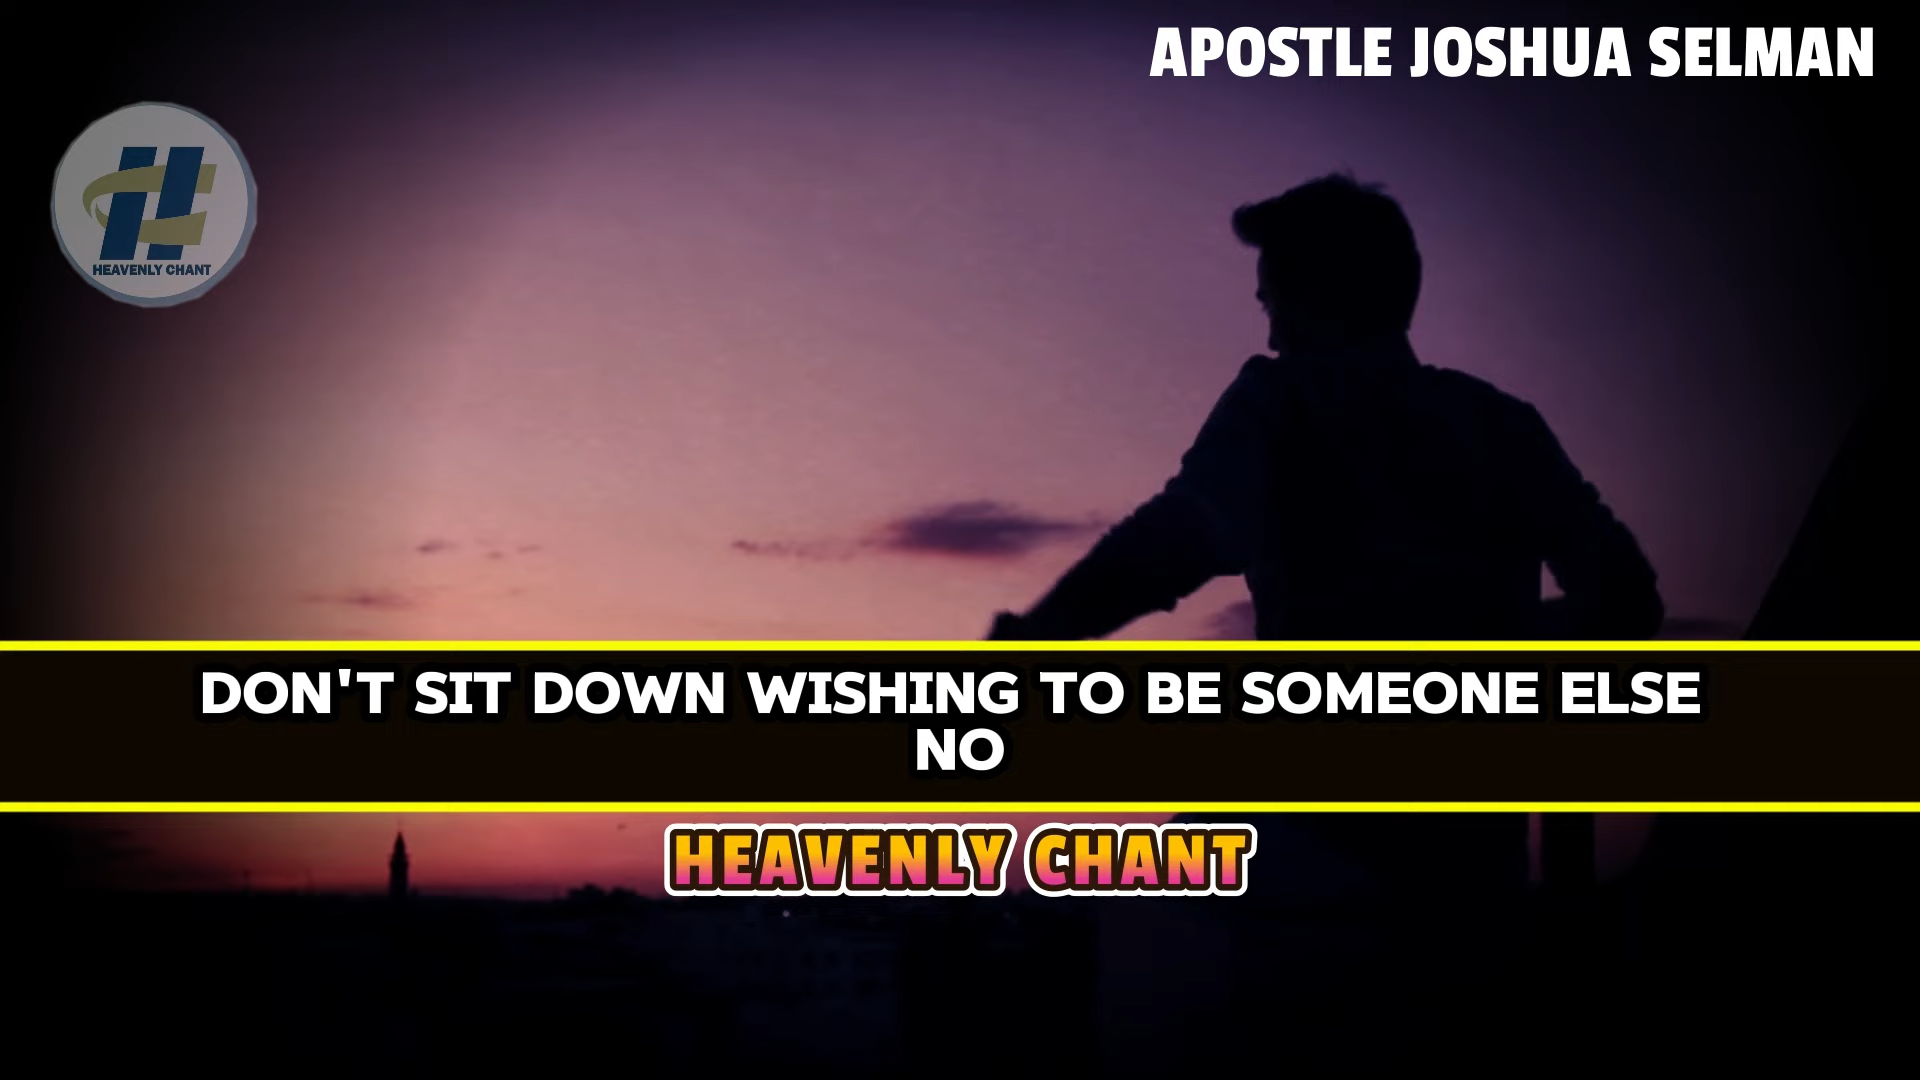 APOSTLE JOSHUA SELMAN
HEAVENLY CHANT
DON'T SIT DOWN WISHING TO BE SOMEONE ELSE
NO
HEAVENLY CHANT